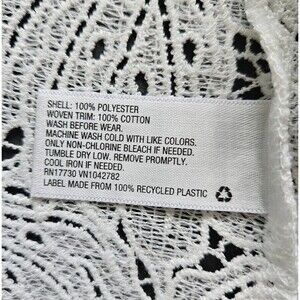 SHELL: 100% POLYESTER
WOVEN TRIM: 100% COTTON
WASH BEFORE WEAR.
MACHINE WASH COLD WITH LIKE COLORS.
ONLY NON-CHLORINE BLEACH IF NEEDED.
TUMBLE DRY LOW. REMOVE PROMPTLY.
COOL IRON IF NEEDED.
RN17730 VN1042782
LABEL MADE FROM 100% RECYCLED PLASTIC